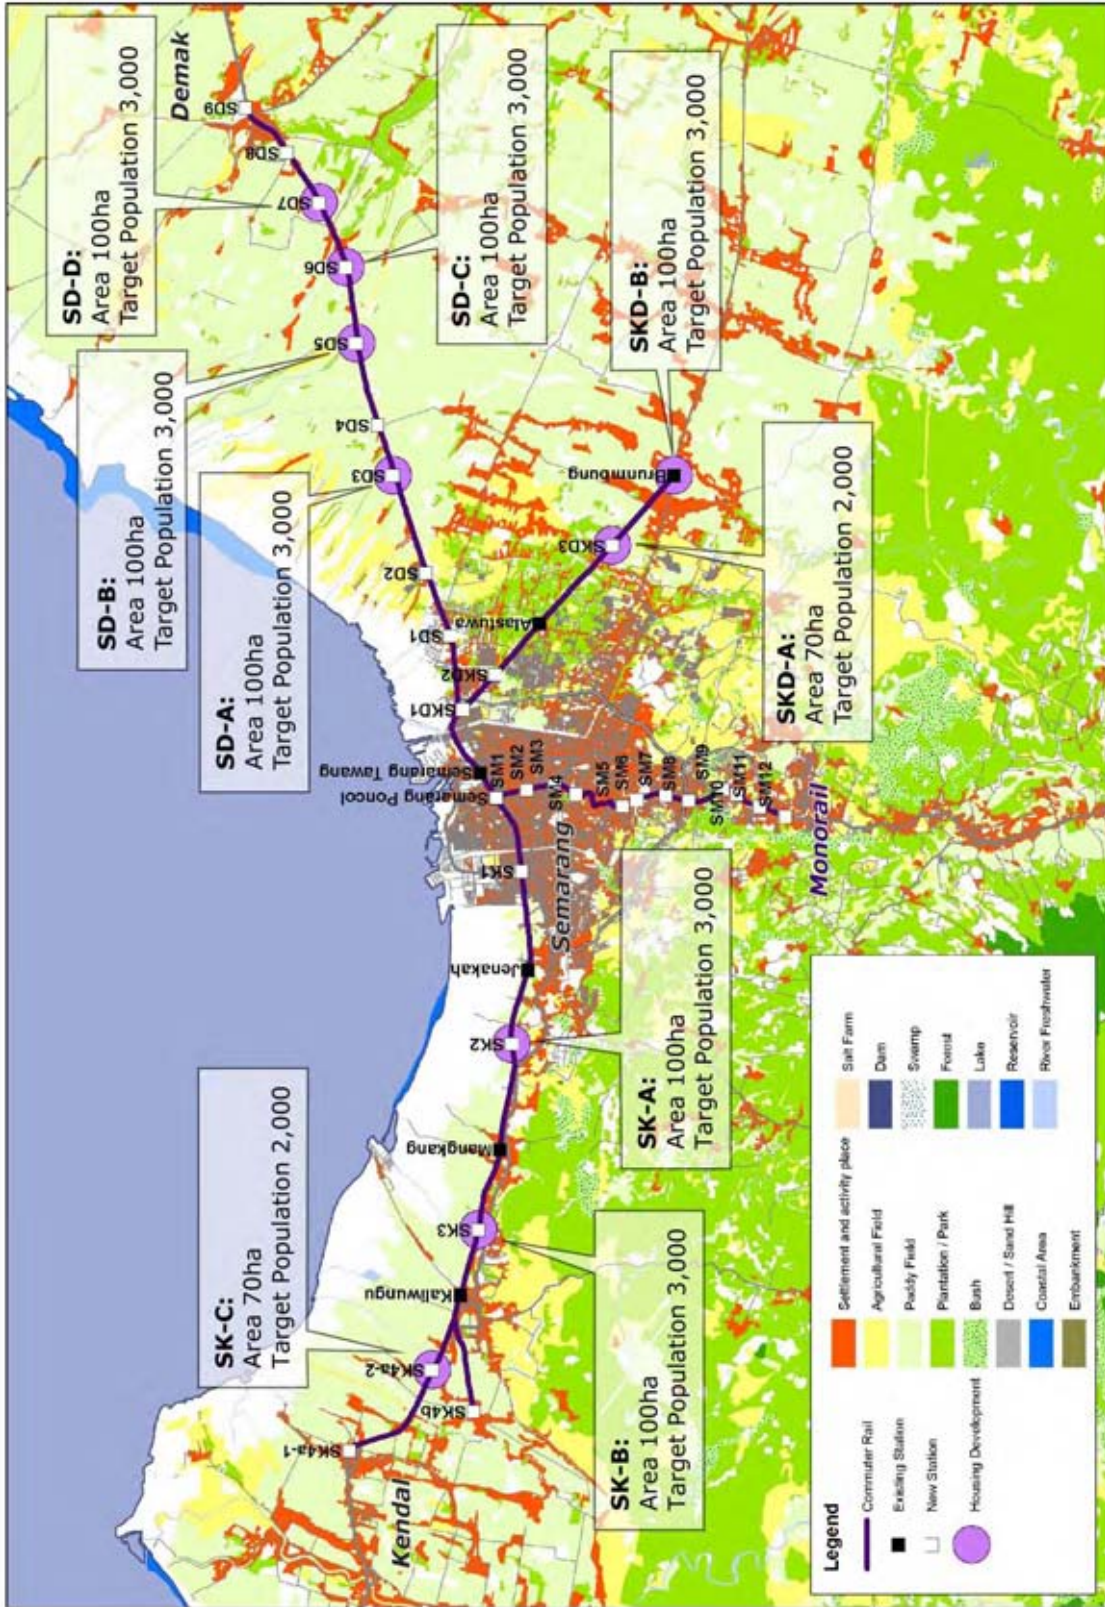 Demak
SD9
SD8
SD7
SD6
SD5
SD4
SD3
SD2
SD1
SD-D:
Area 100ha
Target Population 3,000
SD-C:
Area 100ha
Target Population 3,000
SD-B:
Area 100ha
Target Population 3,000
SD-A:
Area 100ha
Target Population 3,000
SKD-B:
Area 100ha
Target Population 3,000
SKD-A:
Area 70ha
Target Population 2,000
Brunmbung
SKD3
Alastuwa
SKD2
SKD1
Semarang Tawang
Semarang Poncol
SM1
SM2
SM3
SM4
SM5
SM6
SM7
SM8
SM9
SM10
SM11
SM12
Monorail
Semarang
SK1
Jerakah
SK2
Mangkang
SK3
Kaliwungu
SK4a-2
SK4b
SK4a-1
Kendal
SK-A:
Area 100ha
Target Population 3,000
SK-B:
Area 100ha
Target Population 3,000
SK-C:
Area 70ha
Target Population 2,000
Legend
Commuter Rail
Existing Station
New Station
Housing Development
Settlement and activity place
Agricultural Field
Paddy Field
Plantation / Park
Bush
Desert / Sand Hill
Coastal Area
Embankment
Salt Farm
Dam
Swamp
Forest
Lake
Reservoir
River Freshwater